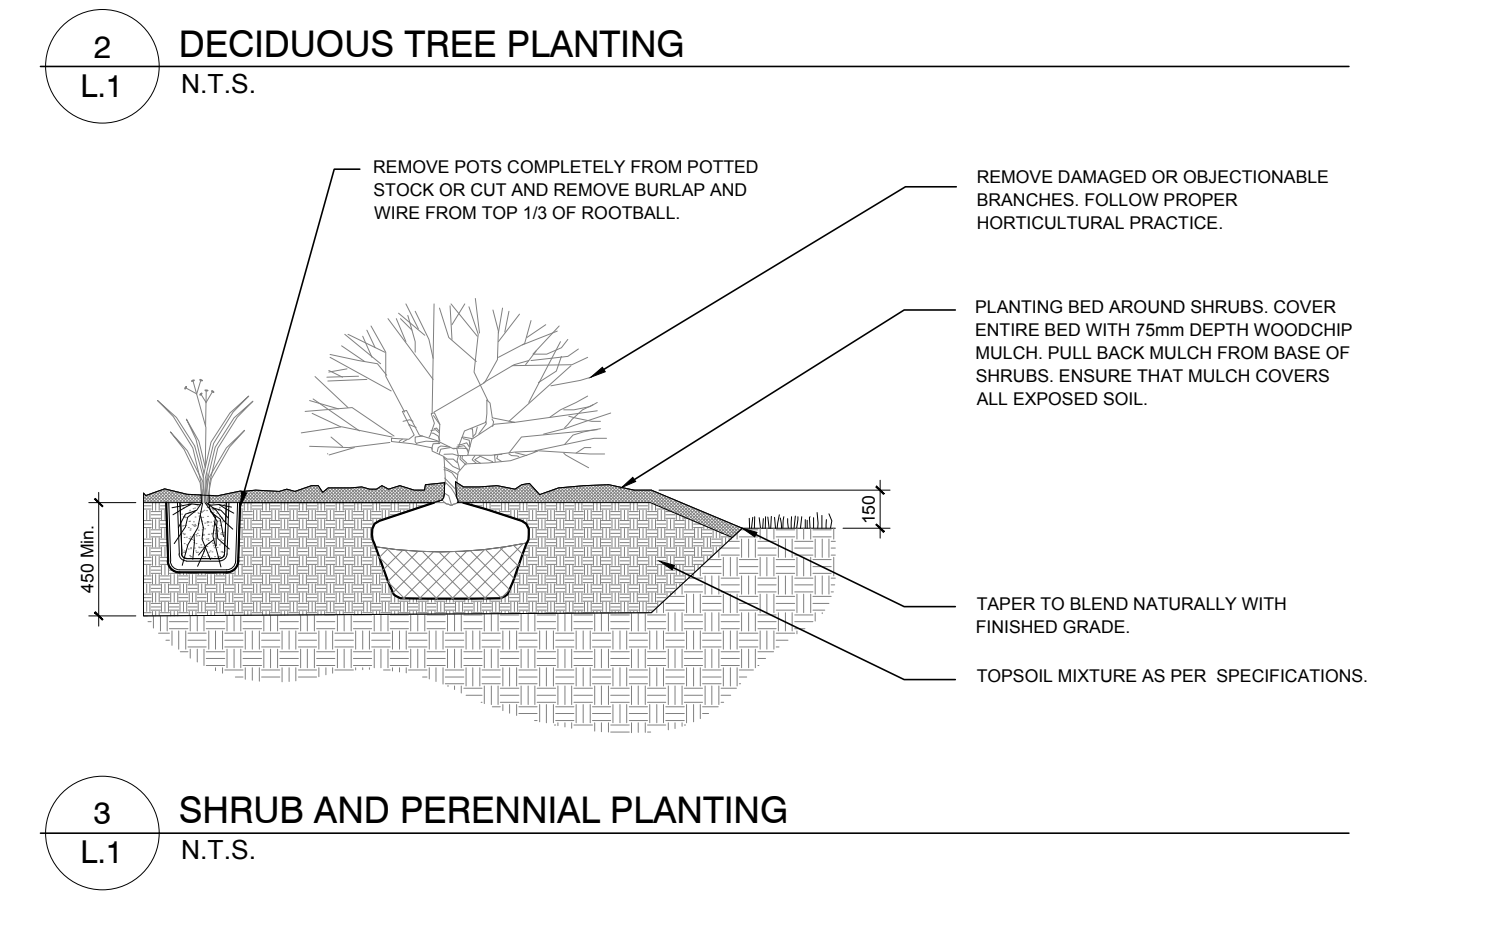 2
DECIDUOUS TREE PLANTING
L.1
N.T.S.
REMOVE POTS COMPLETELY FROM POTTED
STOCK OR CUT AND REMOVE BURLAP AND
WIRE FROM TOP 1/3 OF ROOTBALL.
REMOVE DAMAGED OR OBJECTIONABLE
BRANCHES. FOLLOW PROPER
HORTICULTURAL PRACTICE.
PLANTING BED AROUND SHRUBS. COVER
ENTIRE BED WITH 75mm DEPTH WOODCHIP
MULCH. PULL BACK MULCH FROM BASE OF
SHRUBS. ENSURE THAT MULCH COVERS
ALL EXPOSED SOIL.
150
450 Min.
TAPER TO BLEND NATURALLY WITH
FINISHED GRADE.
TOPSOIL MIXTURE AS PER SPECIFICATIONS.
3
SHRUB AND PERENNIAL PLANTING
L.1
N.T.S.